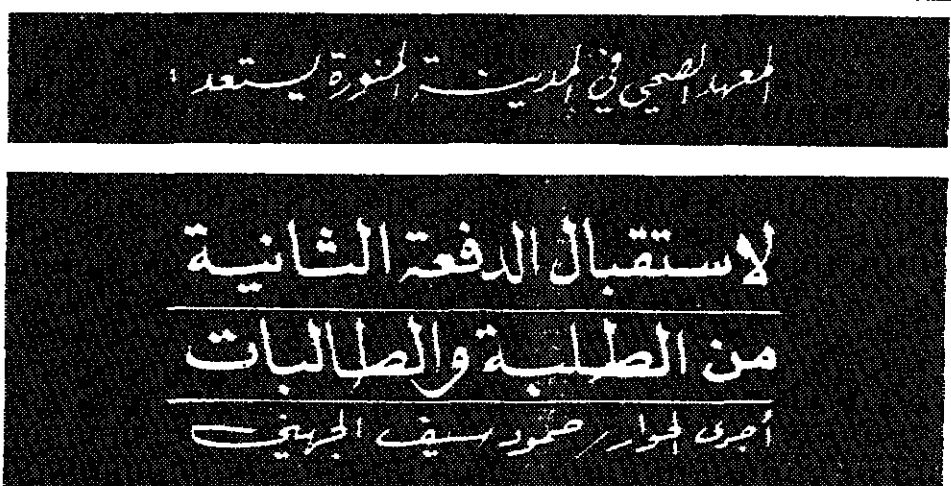 المعهد الصحي في المدينة المنورة يستعد
لاستقبال الدفعة الثانية
من الطلبة والطالبات
أجرى الحوار حمود سيف الجهني